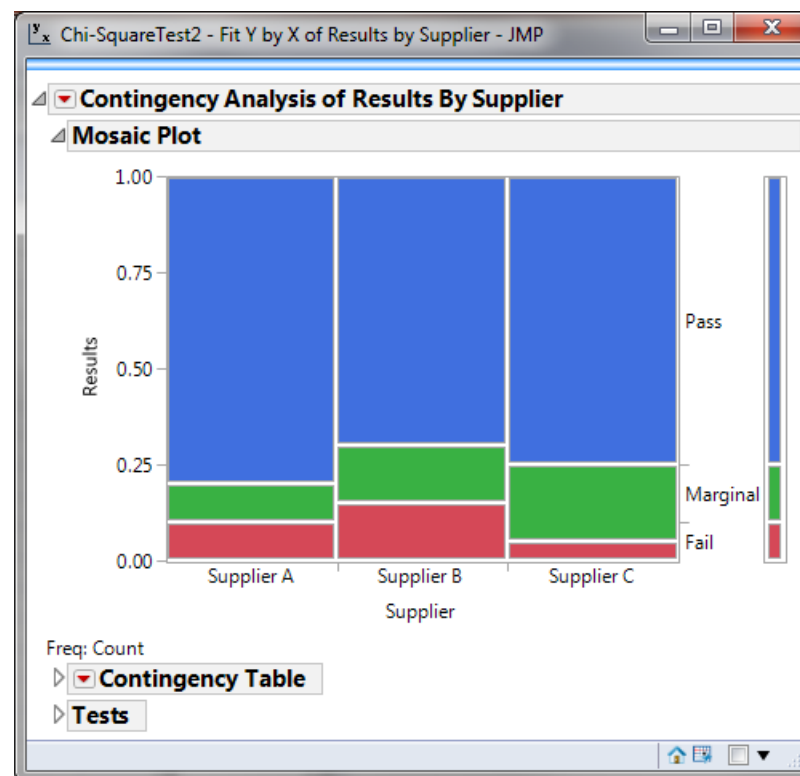 Chi-SquareTest2 - Fit Y by X of Results by Supplier - JMP
Contingency Analysis of Results By Supplier
Mosaic Plot
1.00
0.75
Pass
Results
0.50
0.25
Marginal
Fail
0.00
Supplier A Supplier B Supplier C
Supplier
Freq: Count
Contingency Table
Tests